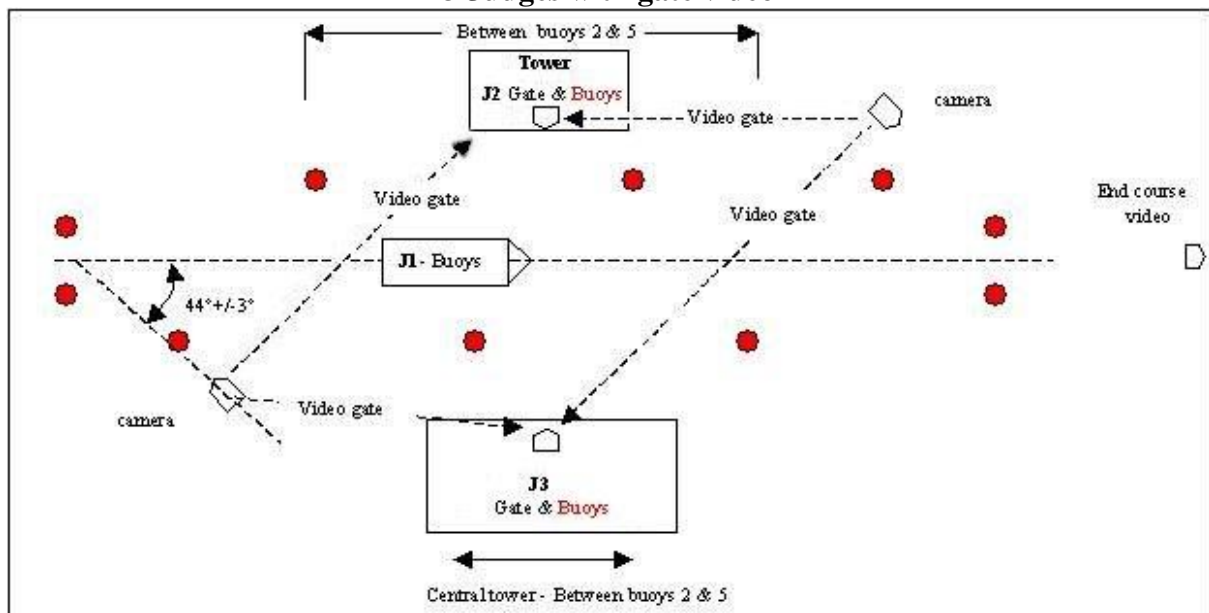 Between buoys 2 & 5
Tower
J2 Gate & Buoys
Video gate
camera
Video gate
Video gate
End course
video
J1 - Buoys
44°+/-3°
Video gate
camera
J3
Gate & Buoys
Central tower - Between buoys 2 & 5